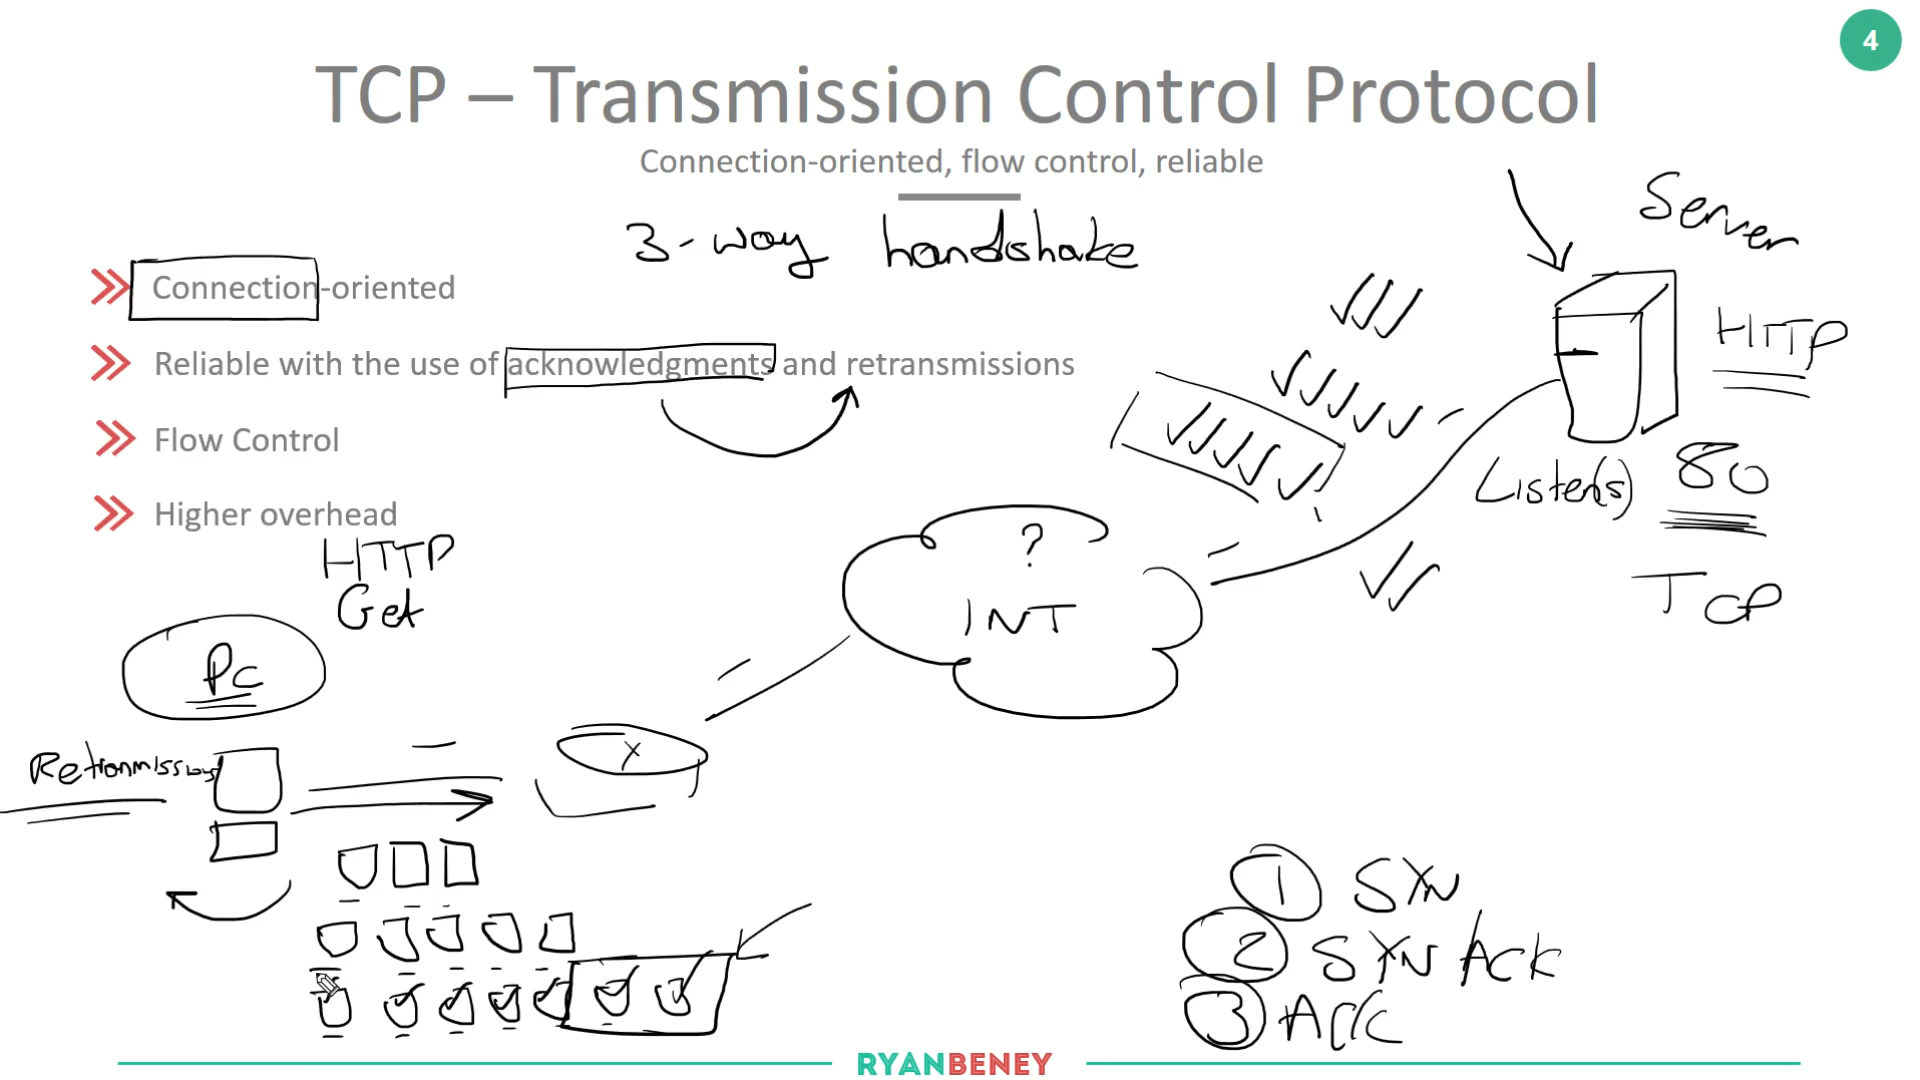 4
TCP – Transmission Control Protocol
Connection-oriented, flow control, reliable
3-way handshake
Server
Connection-oriented
HTTP
Reliable with the use of acknowledgments and retransmissions
Flow Control
80
Listen(s)
Higher overhead
HTTP
Get
?
INT
TCP
PC
X
Retranmissions
1 SYN
2 SYN ACK
3 ACK
RYANBENEY